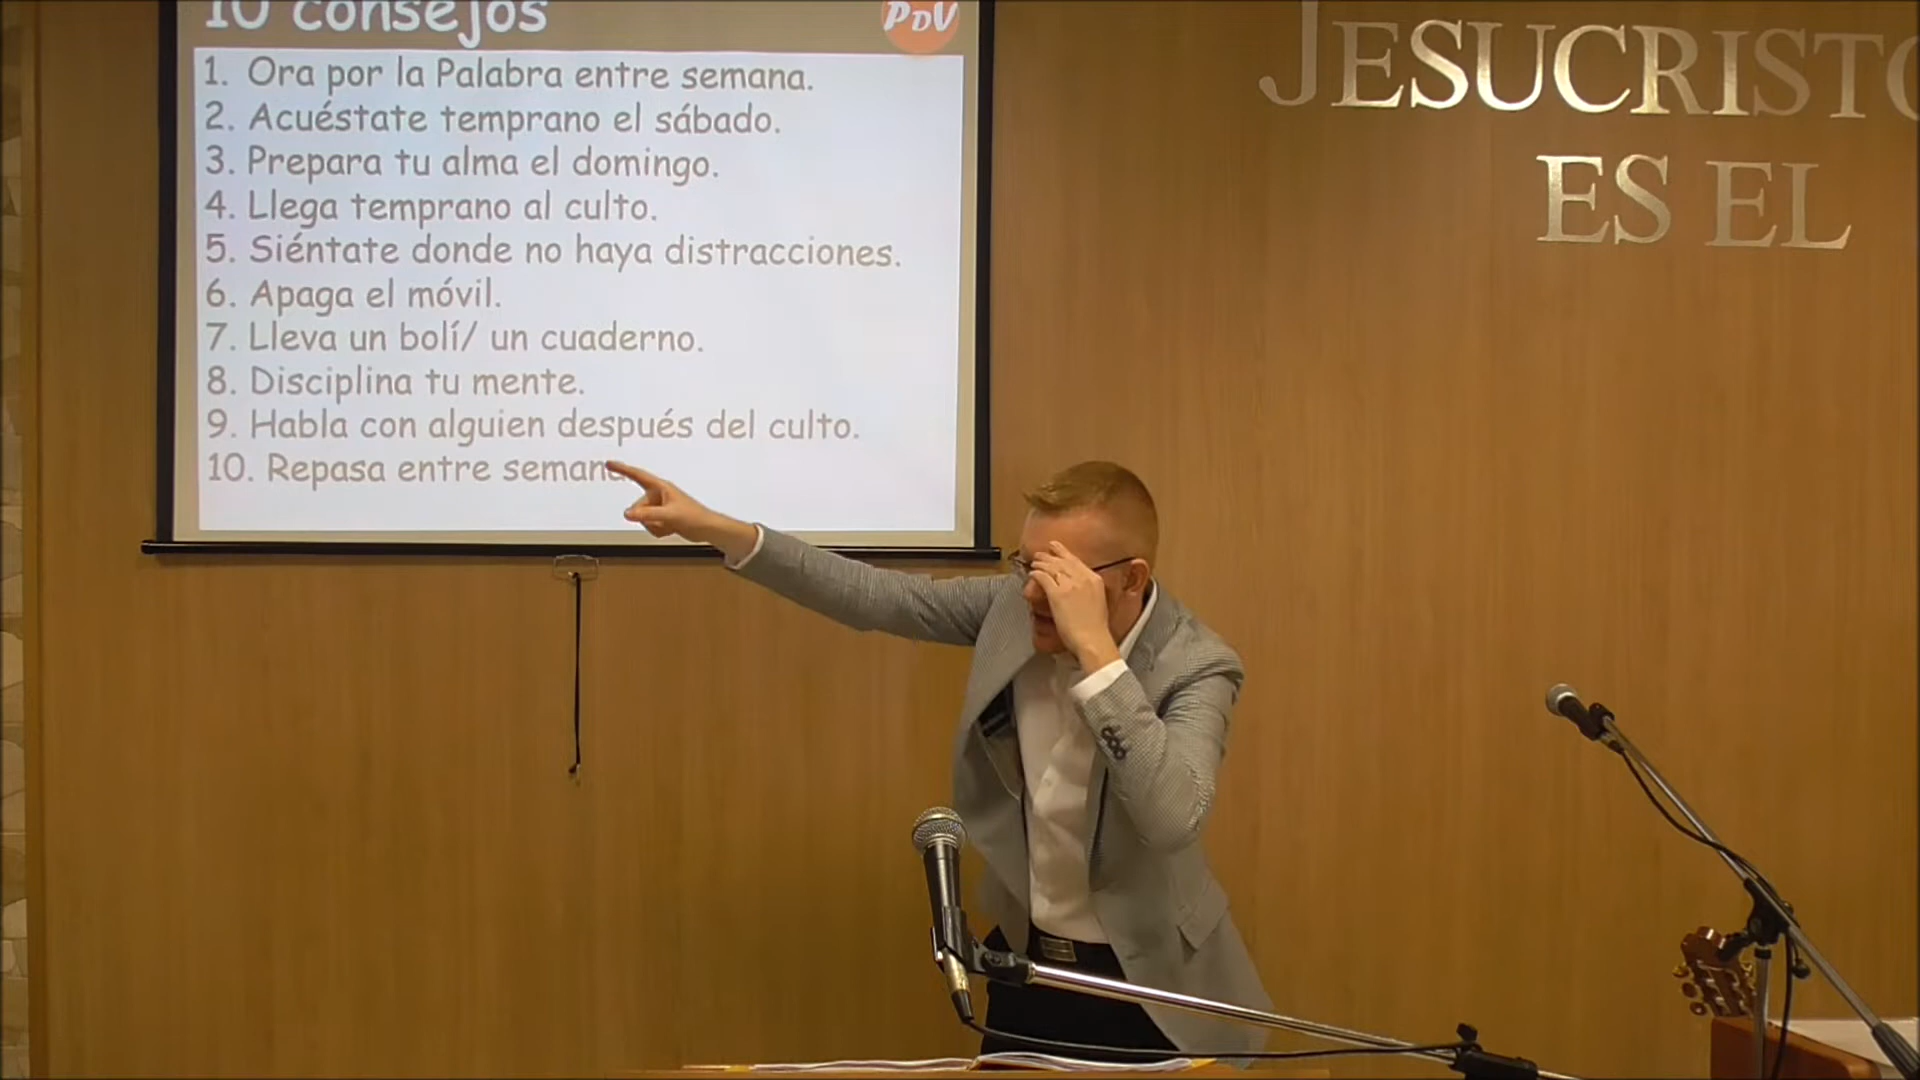 10 consejos
PDV
1. Ora por la Palabra entre semana.
2. Acuéstate temprano el sábado.
3. Prepara tu alma el domingo.
4. Llega temprano al culto.
5. Siéntate donde no haya distracciones.
6. Apaga el móvil.
7. Lleva un bolí/ un cuaderno.
8. Disciplina tu mente.
9. Habla con alguien después del culto.
10. Repasa entre semana
JESUCRISTO
ES EL